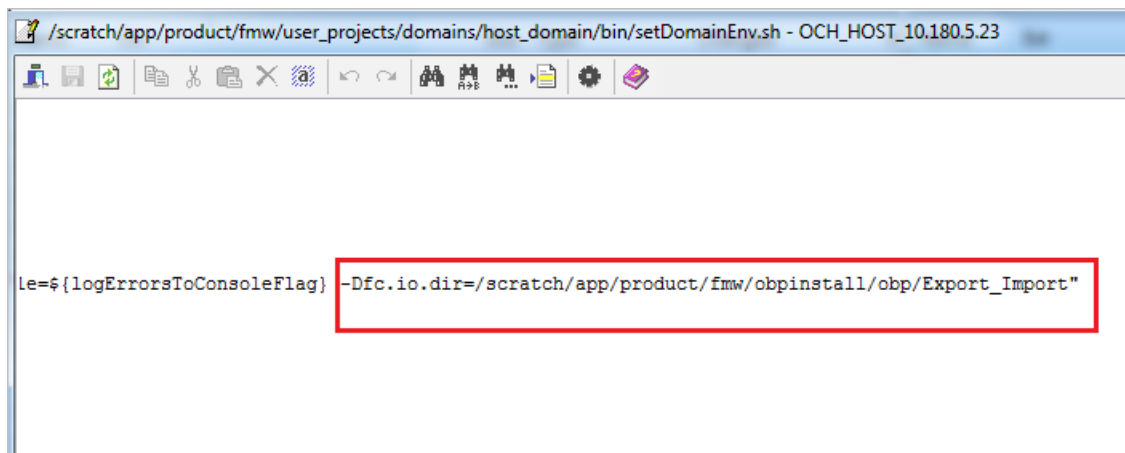 /scratch/app/product/fmw/user_projects/domains/host_domain/bin/setDomainEnv.sh - OCH_HOST_10.180.5.23
le=${logErrorsToConsoleFlag} -Dfc.io.dir=/scratch/app/product/fmw/obpinstall/obp/Export_Import"